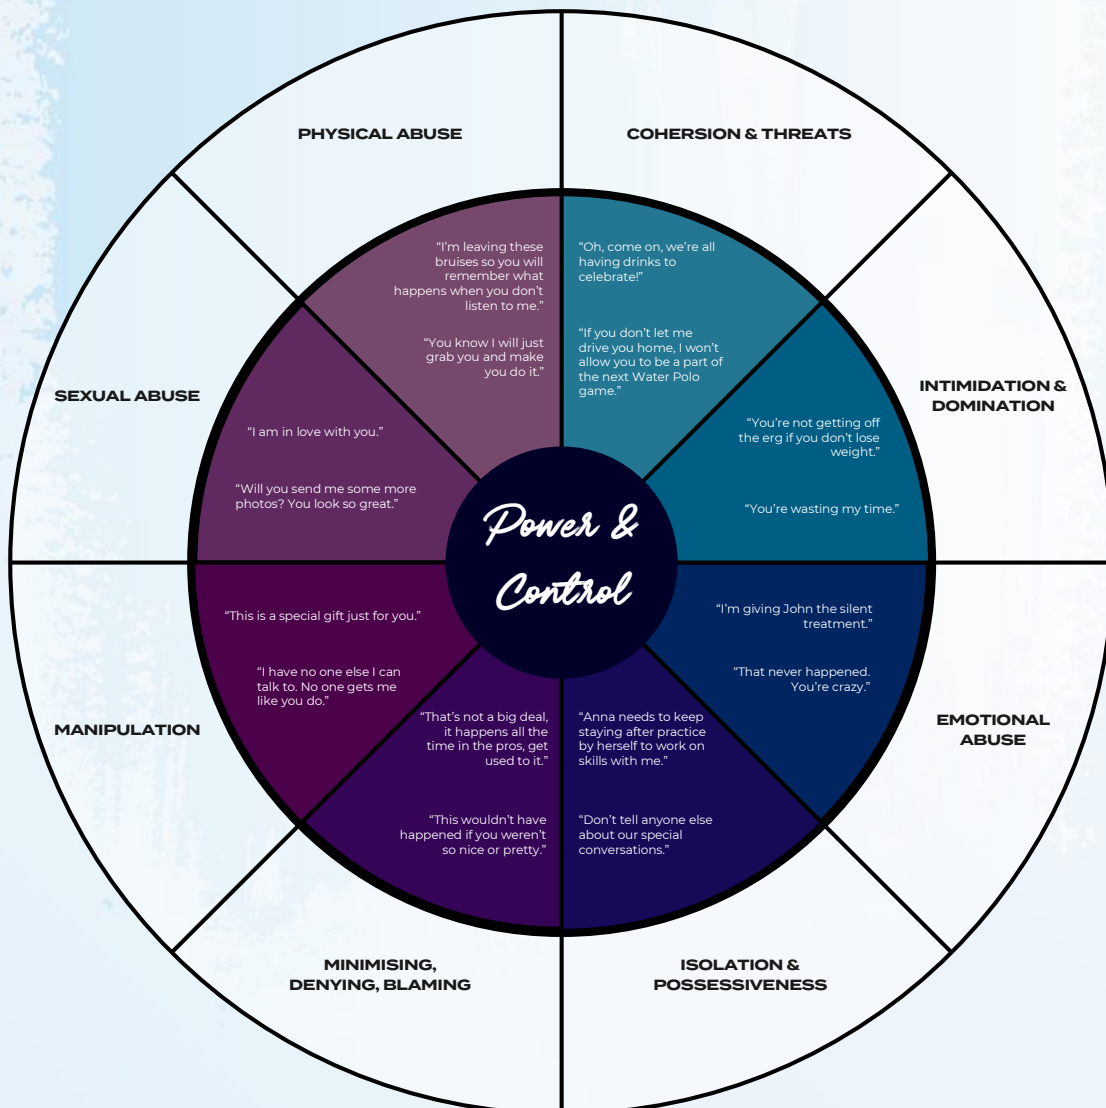 PHYSICAL ABUSE
COHERSION & THREATS
“I’m leaving these
bruises so you will
remember what
happens when you don’t
listen to me.”
“You know I will just
grab you and make
you do it.”
“Oh, come on, we’re all
having drinks to
celebrate!”
“If you don’t let me
drive you home, I won’t
allow you to be a part of
the next Water Polo
game.”
INTIMIDATION &
DOMINATION
“You’re not getting off
the erg if you don’t lose
weight.”
“You’re wasting my time.”
SEXUAL ABUSE
“I am in love with you.”
“Will you send me some more
photos? You look so great.”
Power &
Control
“This is a special gift just for you.”
“I have no one else I can
talk to. No one gets me
like you do.”
MANIPULATION
“I’m giving John the silent
treatment.”
“That never happened.
You’re crazy.”
EMOTIONAL
ABUSE
“That’s not a big deal,
it happens all the
time in the pros, get
used to it.”
“This wouldn’t have
happened if you weren’t
so nice or pretty.”
“Anna needs to keep
staying after practice
by herself to work on
skills with me.”
“Don’t tell anyone else
about our special
conversations.”
MINIMISING,
DENYING, BLAMING
ISOLATION &
POSSESSIVENESS